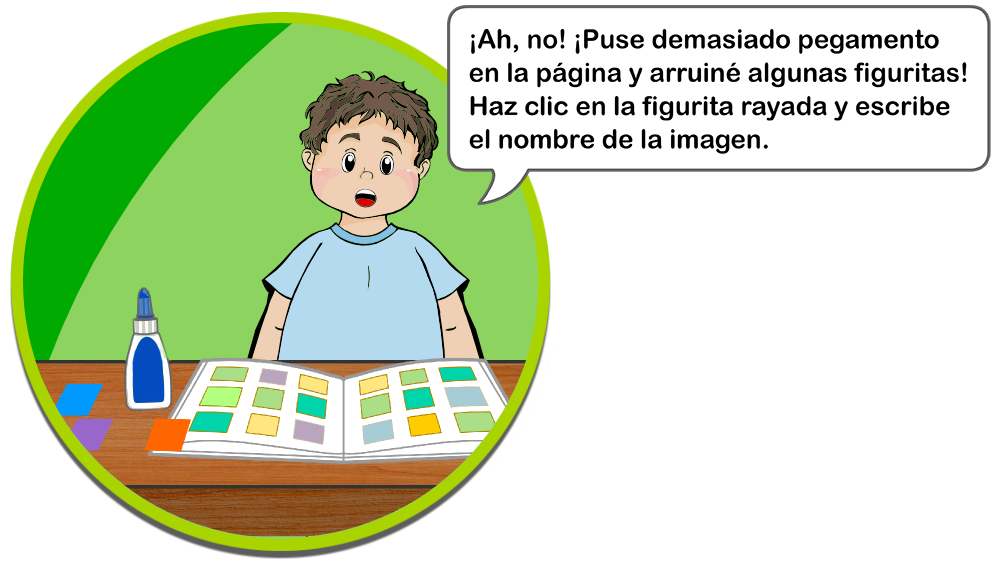 ¡Ah, no! ¡Puse demasiado pegamento
en la página y arruiné algunas figuritas!
Haz clic en la figurita rayada y escribe
el nombre de la imagen.